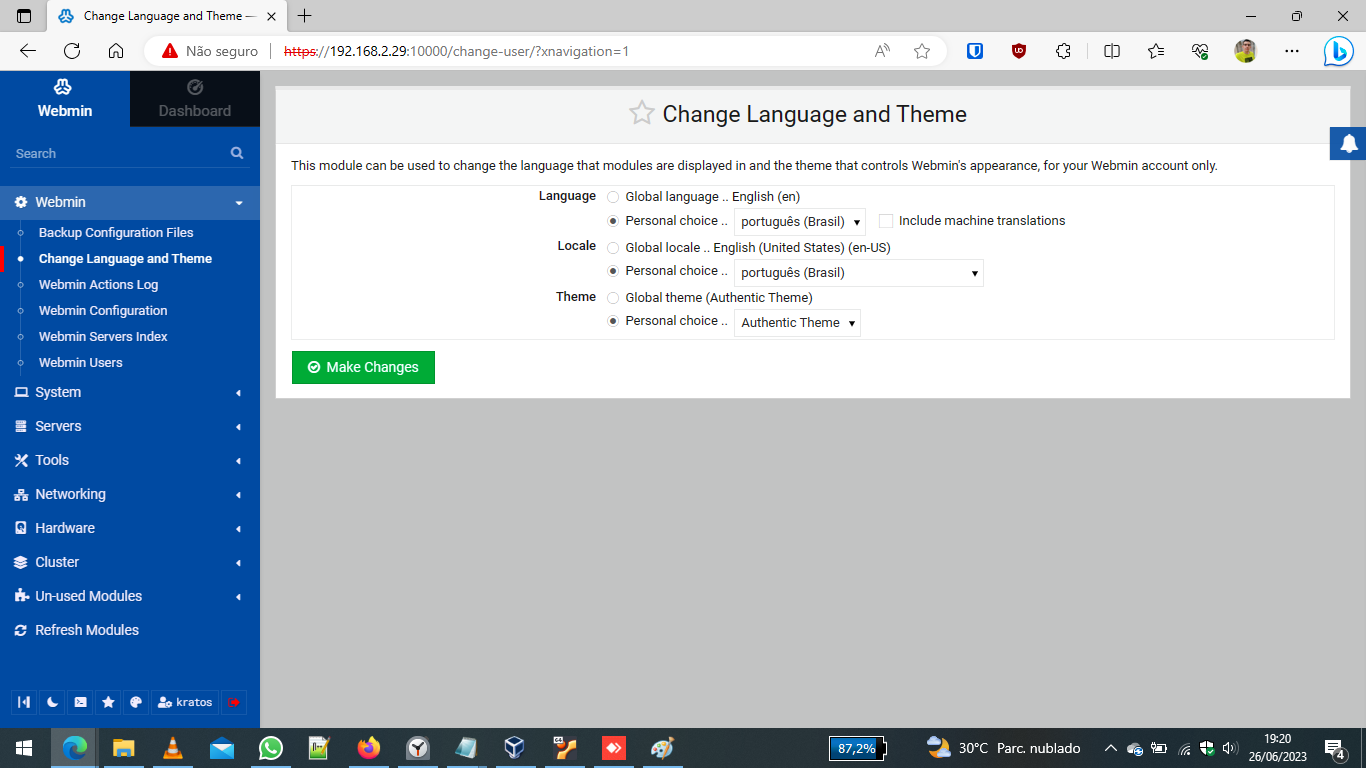 Change Language and Theme —
Não seguro
https://192.168.2.29:10000/change-user/?xnavigation=1
Webmin
Dashboard
Search
Webmin
Backup Configuration Files
Change Language and Theme
Webmin Actions Log
Webmin Configuration
Webmin Servers Index
Webmin Users
System
Servers
Tools
Networking
Hardware
Cluster
Un-used Modules
Refresh Modules
kratos
Change Language and Theme
This module can be used to change the language that modules are displayed in and the theme that controls Webmin's appearance, for your Webmin account only.
Language Global language .. English (en)
Personal choice .. português (Brasil) Include machine translations
Locale Global locale .. English (United States) (en-US)
Personal choice .. português (Brasil)
Theme Global theme (Authentic Theme)
Personal choice .. Authentic Theme
Make Changes
87,2%
30°C Parc. nublado
19:20
26/06/2023
4